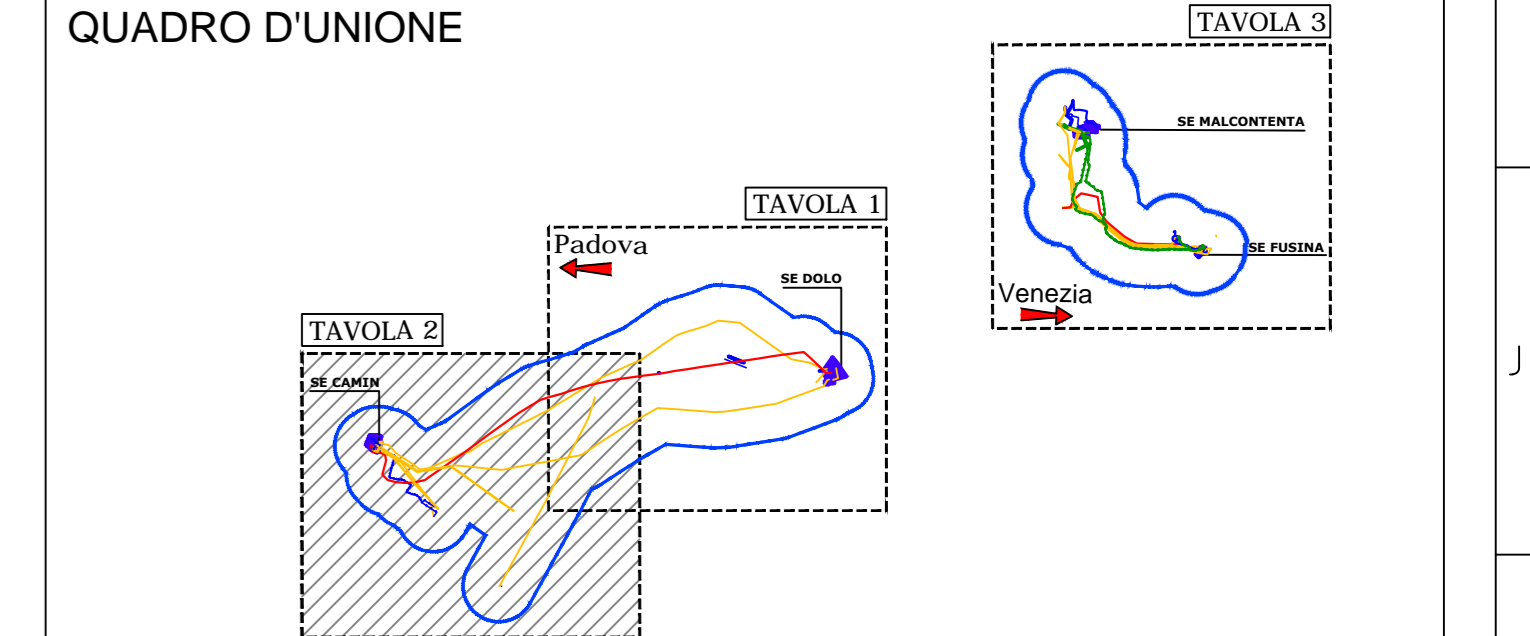 QUADRO D'UNIONE
TAVOLA 3
SE MALCONTENTA
TAVOLA 1
Padova
SE FUSINA
SE DOLO
Venezia
TAVOLA 2
SE CAMIN